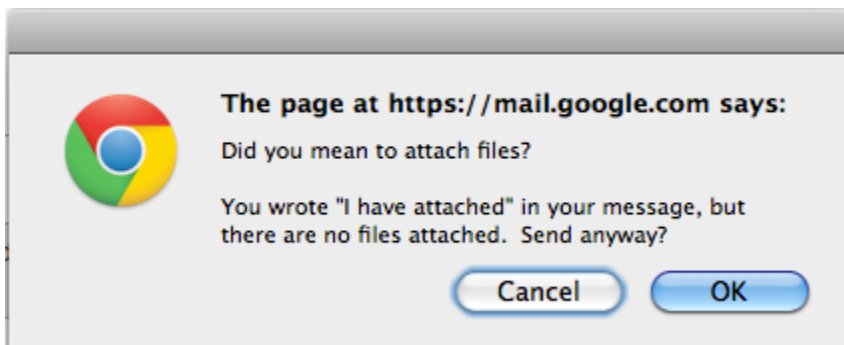 The page at https://mail.google.com says:
Did you mean to attach files?
You wrote "I have attached" in your message, but
there are no files attached.  Send anyway?
Cancel
OK